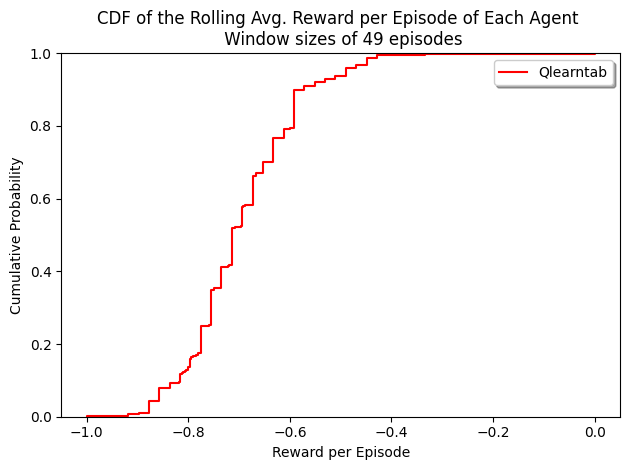 CDF of the Rolling Avg. Reward per Episode of Each Agent
Window sizes of 49 episodes
Qlearntab
Cumulative Probability
1.0
0.8
0.6
0.4
0.2
0.0
−1.0 −0.8 −0.6 −0.4 −0.2 0.0
Reward per Episode